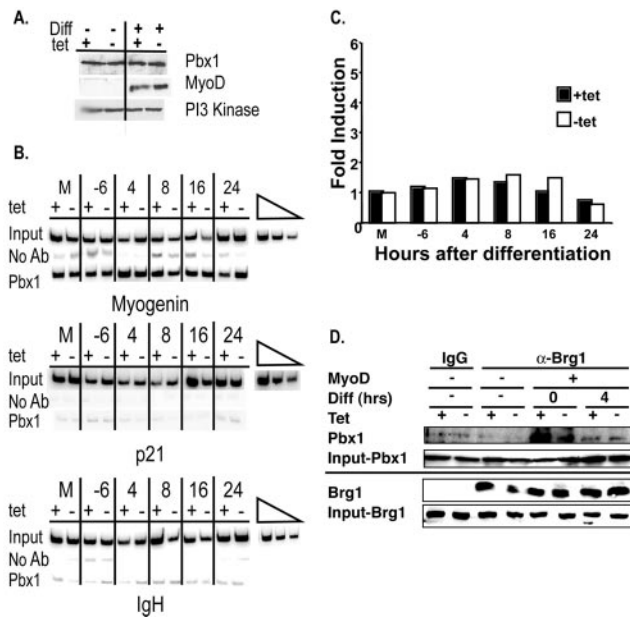 A.
Diff - - + +
tet + - + -
Pbx1
MyoD
PI3 Kinase
B.
M -6 4 8 16 24
tet + - + - + - + - + - + -
Input
No Ab
Pbx1
Myogenin
M -6 4 8 16 24
tet + - + - + - + - + - + -
Input
No Ab
Pbx1
p21
M -6 4 8 16 24
tet + - + - + - + - + - + -
Input
No Ab
Pbx1
IgH
C.
Fold Induction
6
5
4
3
2
1
0
+tet
-tet
M -6 4 8 16 24
Hours after differentiation
D.
IgG α-Brg1
MyoD - - +
Diff (hrs) - - 0 4
Tet + - + - + - + -
Pbx1
Input-Pbx1
Brg1
Input-Brg1